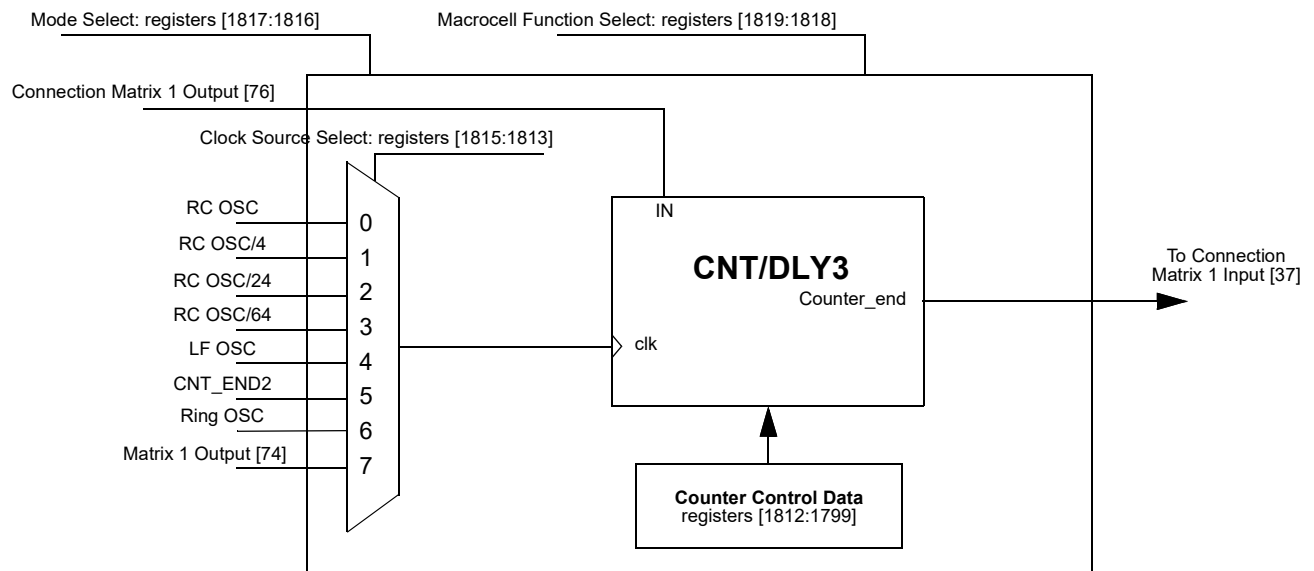 Mode Select: registers [1817:1816]
Macrocell Function Select: registers [1819:1818]
Connection Matrix 1 Output [76]
Clock Source Select: registers [1815:1813]
RC OSC
0
RC OSC/4
1
RC OSC/24
2
RC OSC/64
3
LF OSC
4
CNT_END2
5
Ring OSC
6
Matrix 1 Output [74]
7
IN
CNT/DLY3
Counter_end
clk
To Connection
Matrix 1 Input [37]
Counter Control Data
registers [1812:1799]